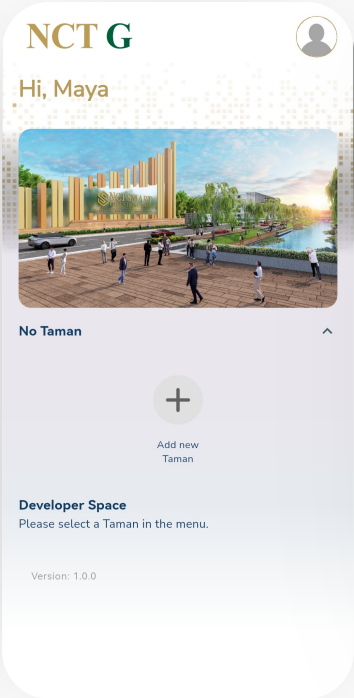 NCT G
Hi, Maya
No Taman
Add new
Taman
Developer Space
Please select a Taman in the menu.
Version: 1.0.0